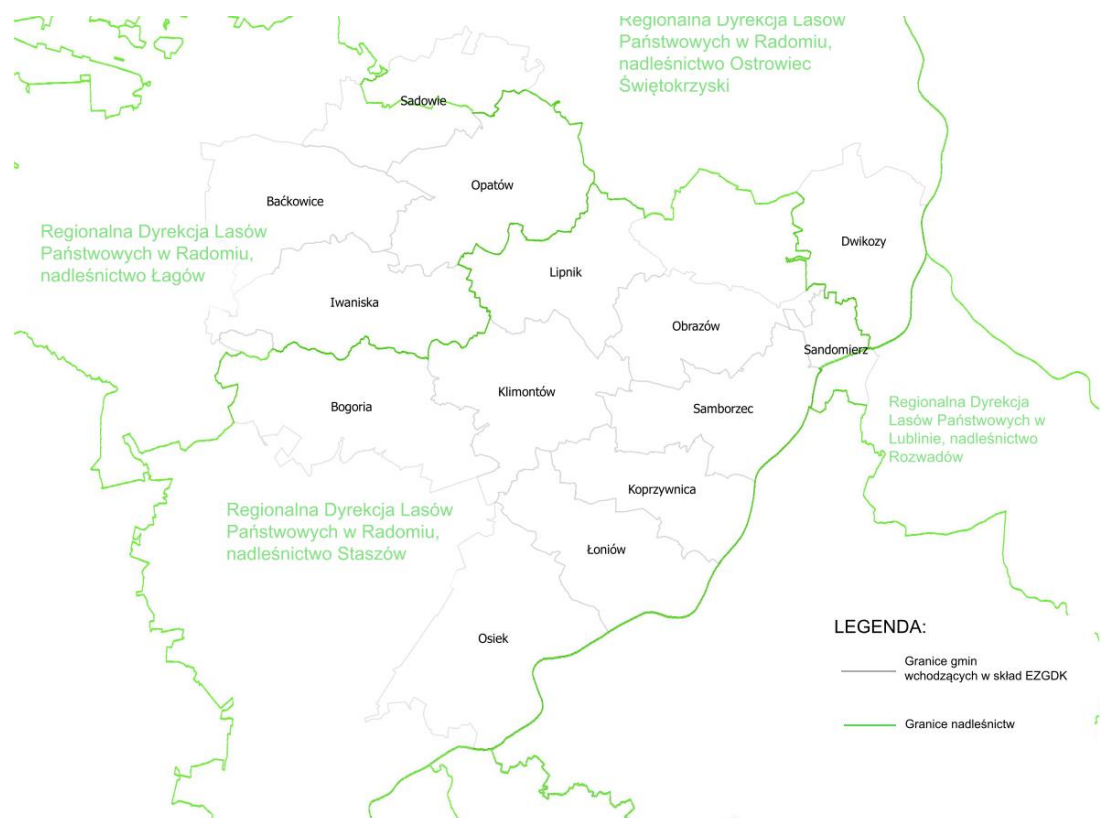 Regionalna Dyrekcja Lasów
Państwowych w Radomiu,
nadleśnictwo Ostrowiec
Świętokrzyski
Sadowie
Opatów
Baćkowice
Regionalna Dyrekcja Lasów
Państwowych w Radomiu,
nadleśnictwo Łagów
Dwikozy
Lipnik
Iwaniska
Obrazów
Sandomierz
Klimontów
Bogoria
Samborzec
Regionalna Dyrekcja
Lasów Państwowych w
Lublinie, nadleśnictwo
Rozwadów
Koprzywnica
Regionalna Dyrekcja Lasów
Państwowych w Radomiu,
nadleśnictwo Staszów
Łoniów
Osiek
LEGENDA:
Granice gmin
wchodzących w skład EZGDK
Granice nadleśnictw